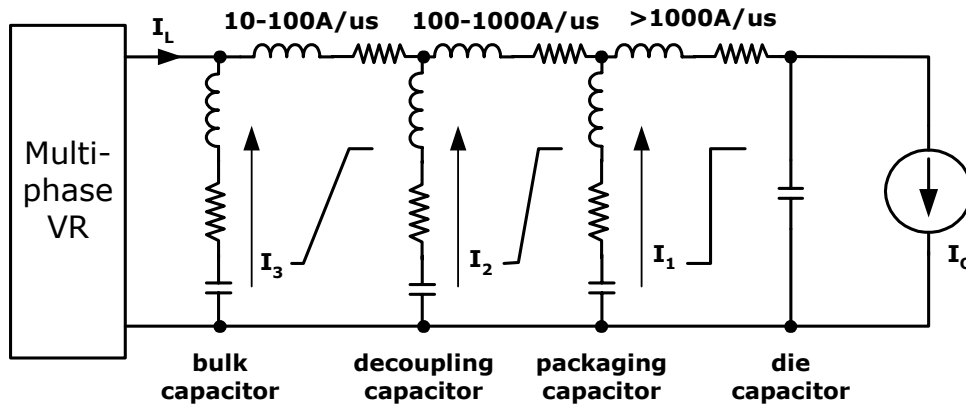 10-100A/us
100-1000A/us
>1000A/us
I_L
Multi-
phase
VR
I_3
I_2
I_1
I_O
bulk
capacitor
decoupling
capacitor
packaging
capacitor
die
capacitor